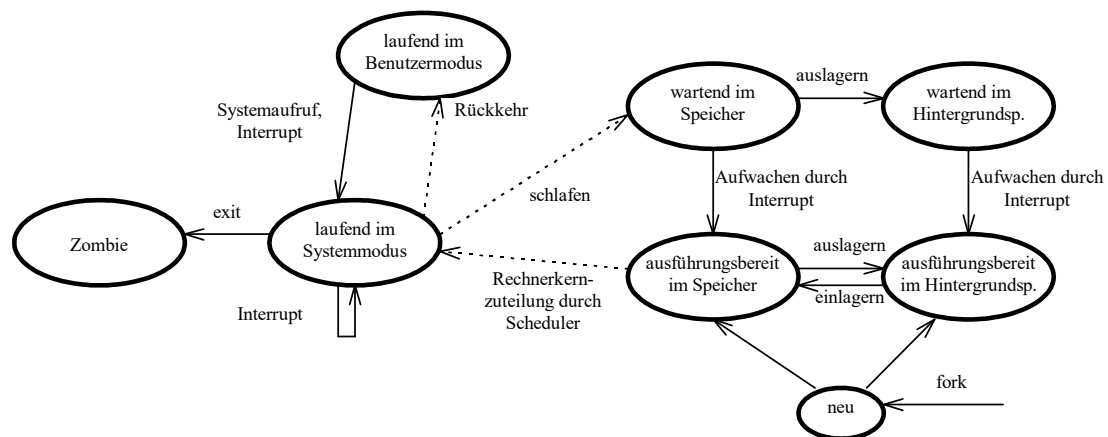 laufend im
Benutzermodus
Systemaufruf,
Interrupt
Rückkehr
wartend im
Speicher
auslagern
wartend im
Hintergrundsp.
schlafen
Aufwachen durch
Interrupt
Aufwachen durch
Interrupt
Zombie
exit
laufend im
Systemmodus
Interrupt
Rechnerkern-
zuteilung durch
Scheduler
ausführungsbereit
im Speicher
auslagern
einlagern
ausführungsbereit
im Hintergrundsp.
neu
fork